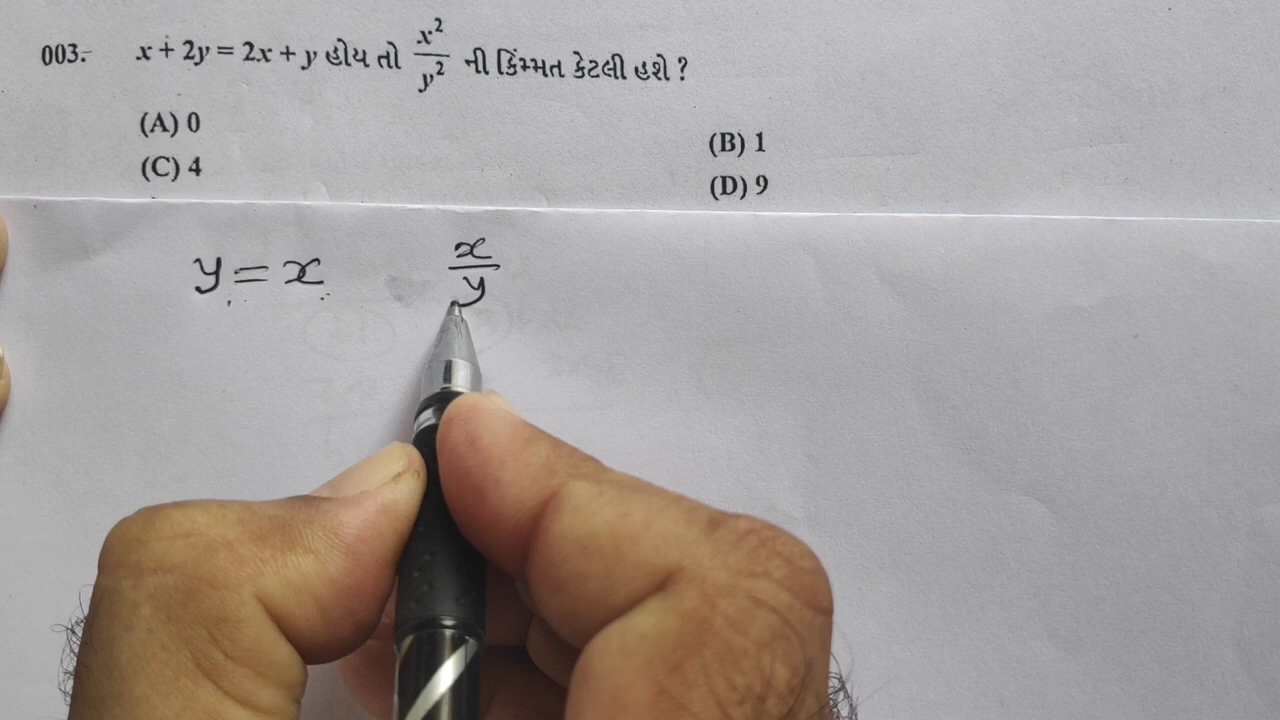 003.- x + 2y = 2x + y હોય તો x²/y² ની કિંમ્મત કેટલી હશે ?
(A) 0 (B) 1
(C) 4 (D) 9
y = x x/y